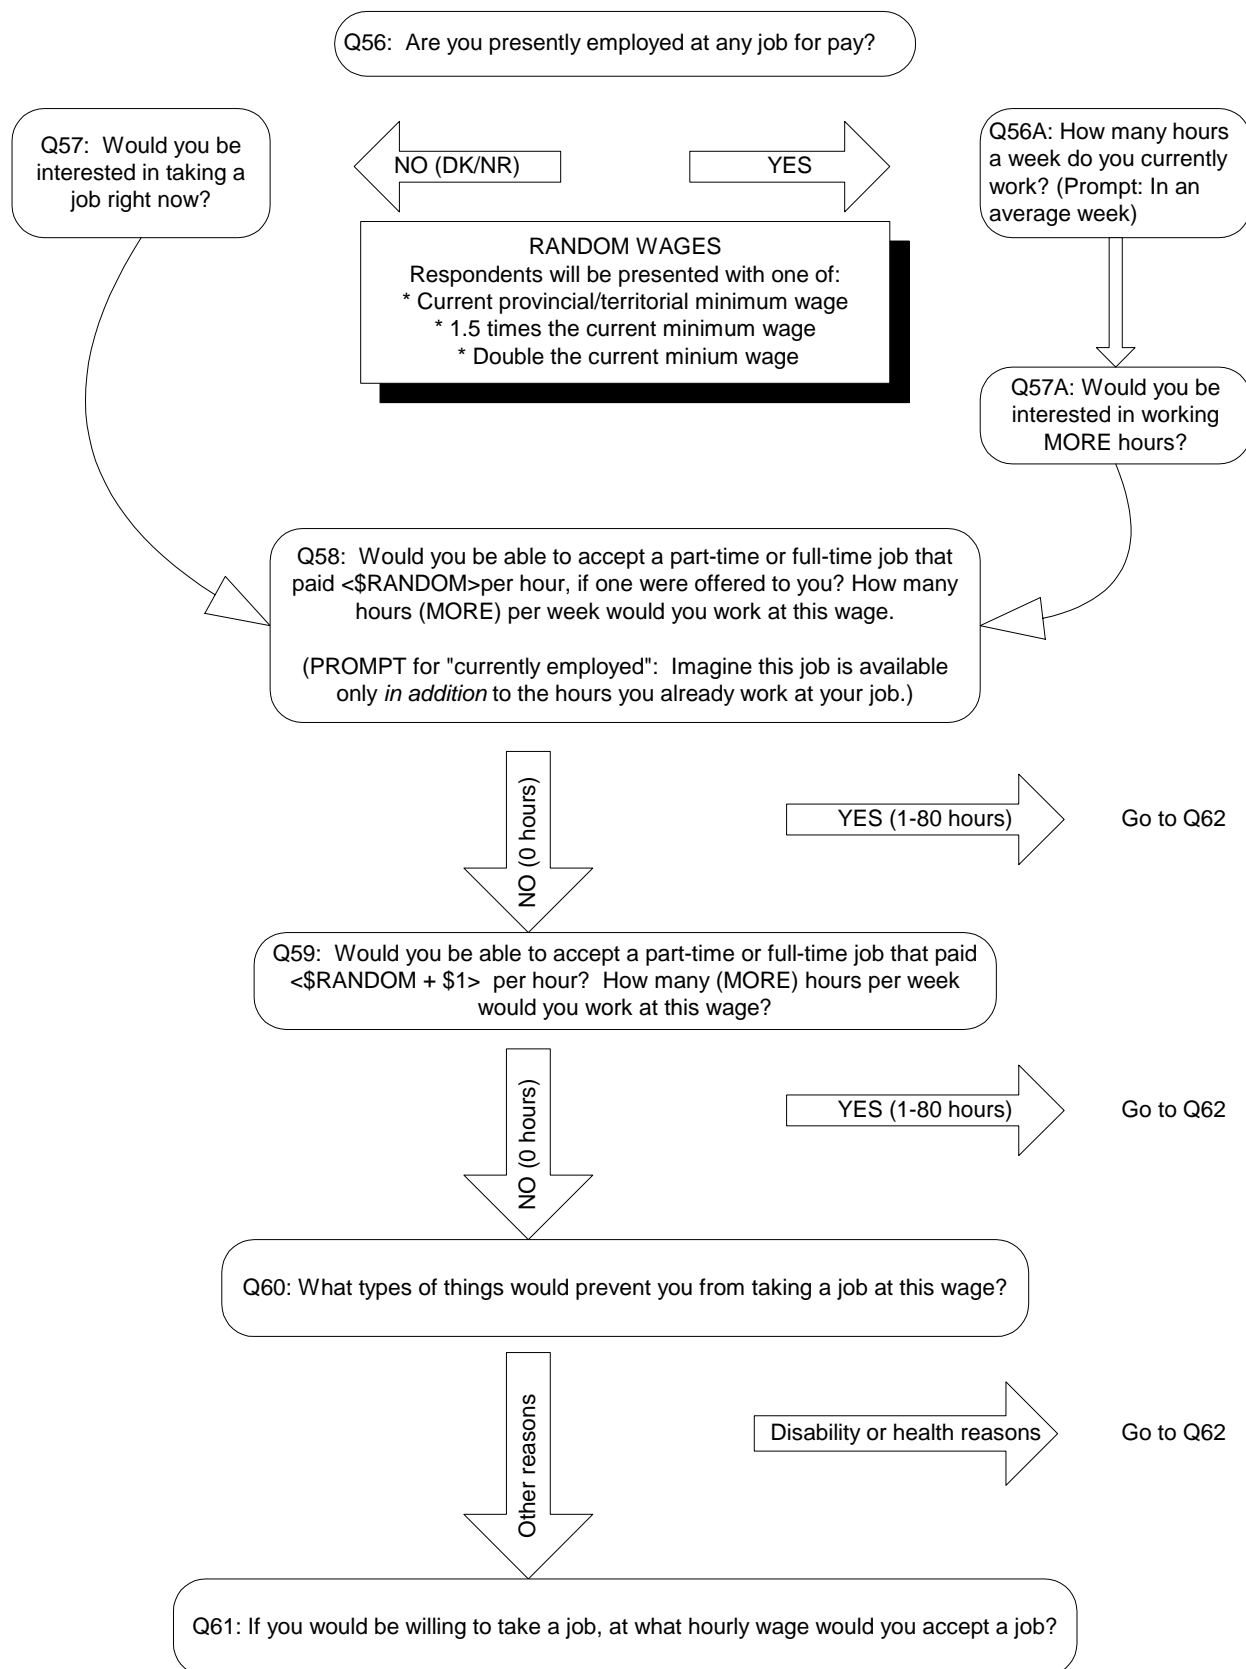 Q56: Are you presently employed at any job for pay?
Q57: Would you be
interested in taking a
job right now?
NO (DK/NR)
YES
Q56A: How many hours
a week do you currently
work? (Prompt: In an
average week)
RANDOM WAGES
Respondents will be presented with one of:
* Current provincial/territorial minimum wage
* 1.5 times the current minimum wage
* Double the current minium wage
Q57A: Would you be
interested in working
MORE hours?
Q58: Would you be able to accept a part-time or full-time job that
paid <$RANDOM>per hour, if one were offered to you? How many
hours (MORE) per week would you work at this wage.
(PROMPT for "currently employed": Imagine this job is available
only in addition to the hours you already work at your job.)
NO (0 hours)
YES (1-80 hours)
Go to Q62
Q59: Would you be able to accept a part-time or full-time job that paid
<$RANDOM + $1> per hour? How many (MORE) hours per week
would you work at this wage?
NO (0 hours)
YES (1-80 hours)
Go to Q62
Q60: What types of things would prevent you from taking a job at this wage?
Other reasons
Disability or health reasons
Go to Q62
Q61: If you would be willing to take a job, at what hourly wage would you accept a job?